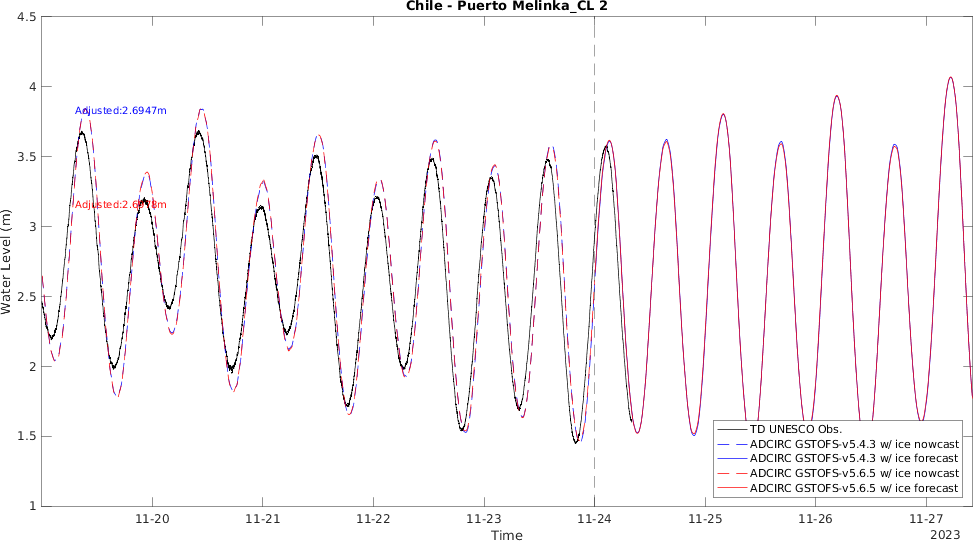 Chile - Puerto Melinka_CL 2
4.5
4
3.5
3
2.5
2
1.5
1
Water Level (m)
Adjusted:2.6947m
11-20
11-21
11-22
11-23
11-24
11-25
11-26
11-27
Time
2023
TD UNESCO Obs.
ADCIRC GSTOFS-v5.4.3 w/ ice nowcast
ADCIRC GSTOFS-v5.4.3 w/ ice forecast
ADCIRC GSTOFS-v5.6.5 w/ ice nowcast
ADCIRC GSTOFS-v5.6.5 w/ ice forecast